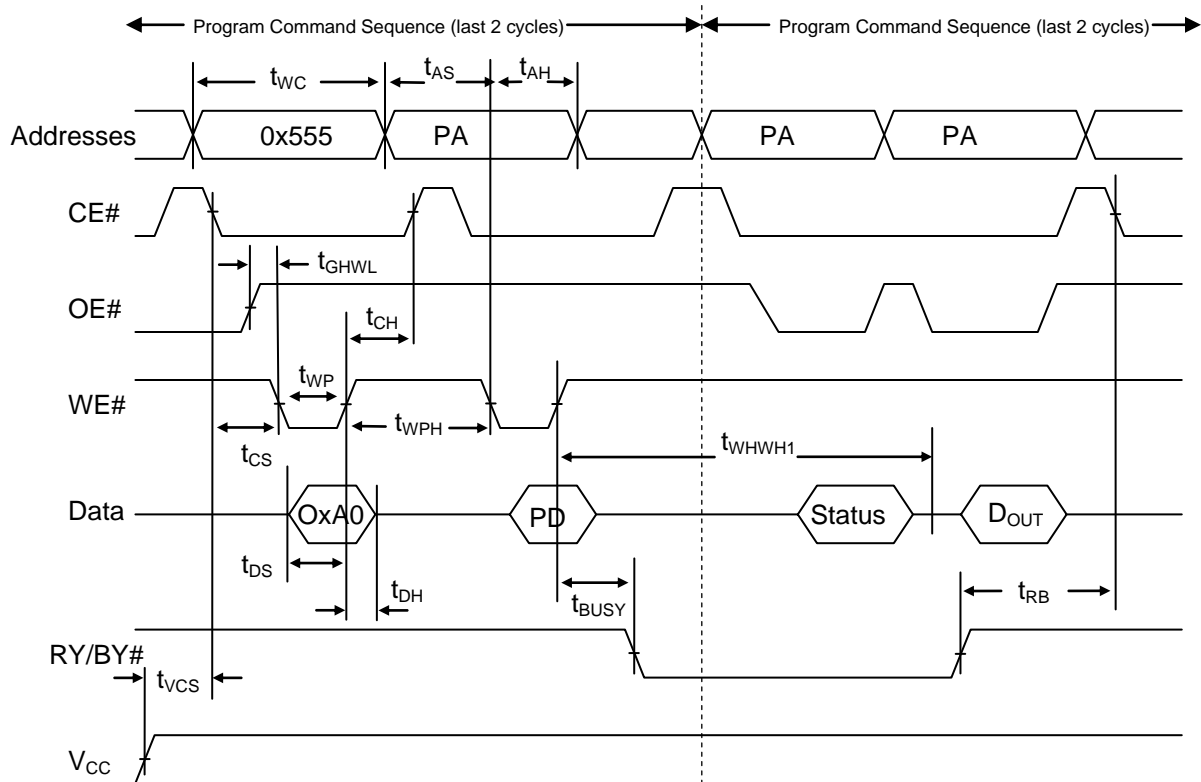 Program Command Sequence (last 2 cycles) Program Command Sequence (last 2 cycles)
tWC tAS tAH
Addresses 0x555 PA PA PA
CE#
tGHWL
OE#
tCH
tWP
WE#
tWPH
tCS tWHWH1
Data OxA0 PD Status DOUT
tDS
tDH tBUSY tRB
RY/BY#
tVCS
VCC